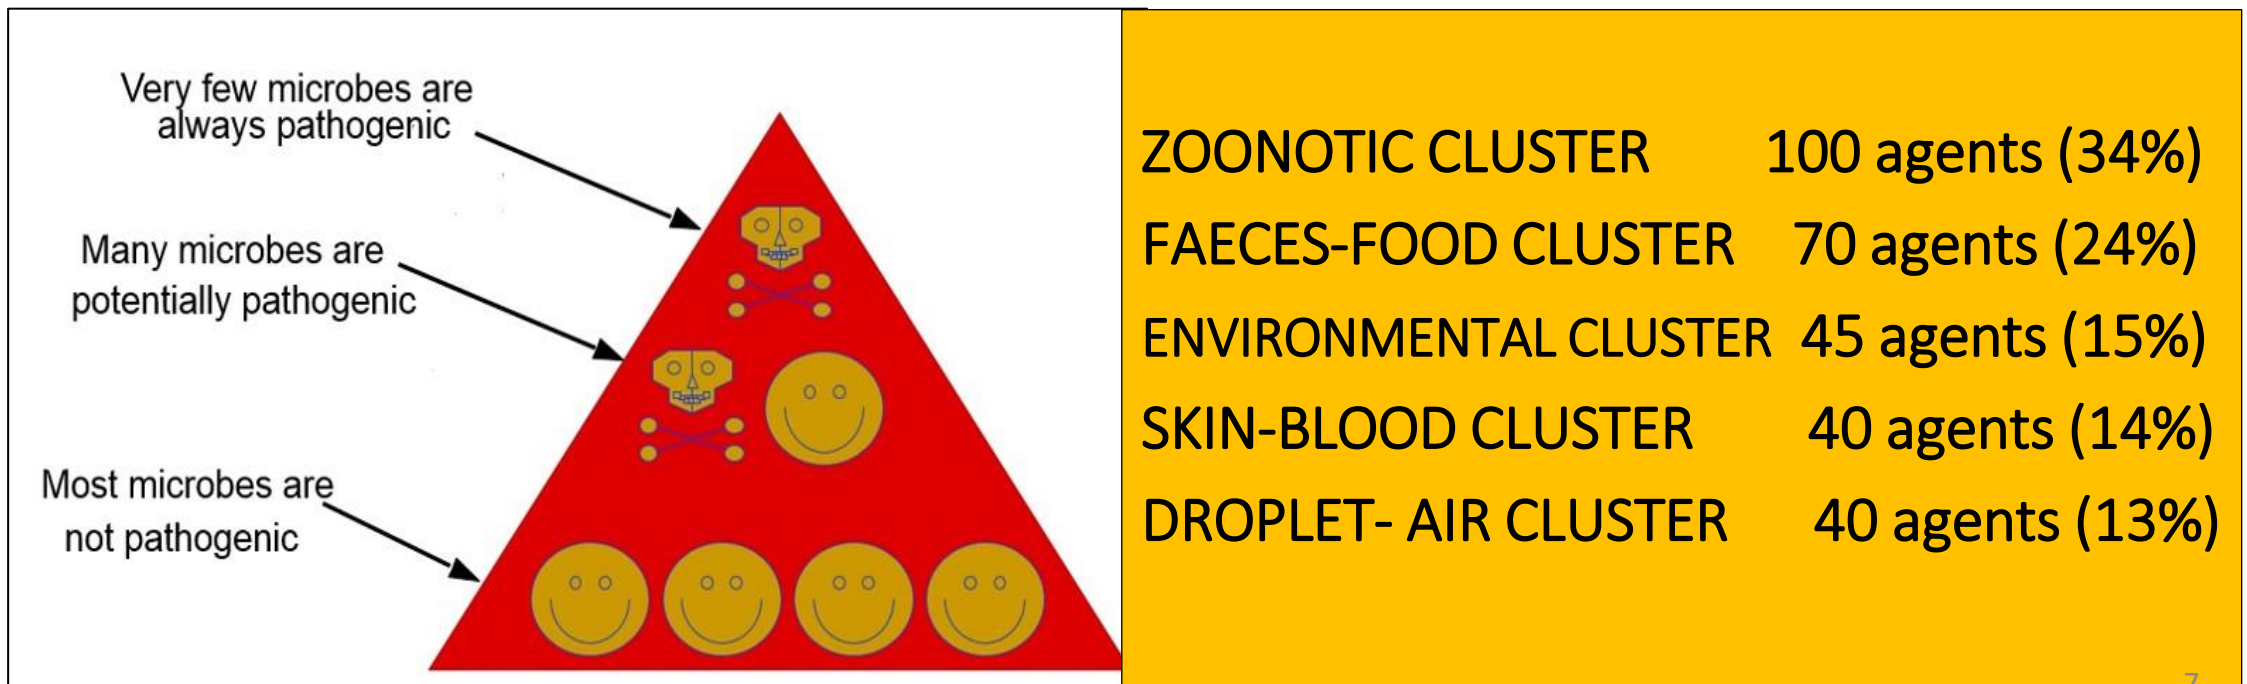 Very few microbes are
always pathogenic
Many microbes are
potentially pathogenic
Most microbes are
not pathogenic
ZOONOTIC CLUSTER 100 agents (34%)
FAECES-FOOD CLUSTER 70 agents (24%)
ENVIRONMENTAL CLUSTER 45 agents (15%)
SKIN-BLOOD CLUSTER 40 agents (14%)
DROPLET- AIR CLUSTER 40 agents (13%)
7